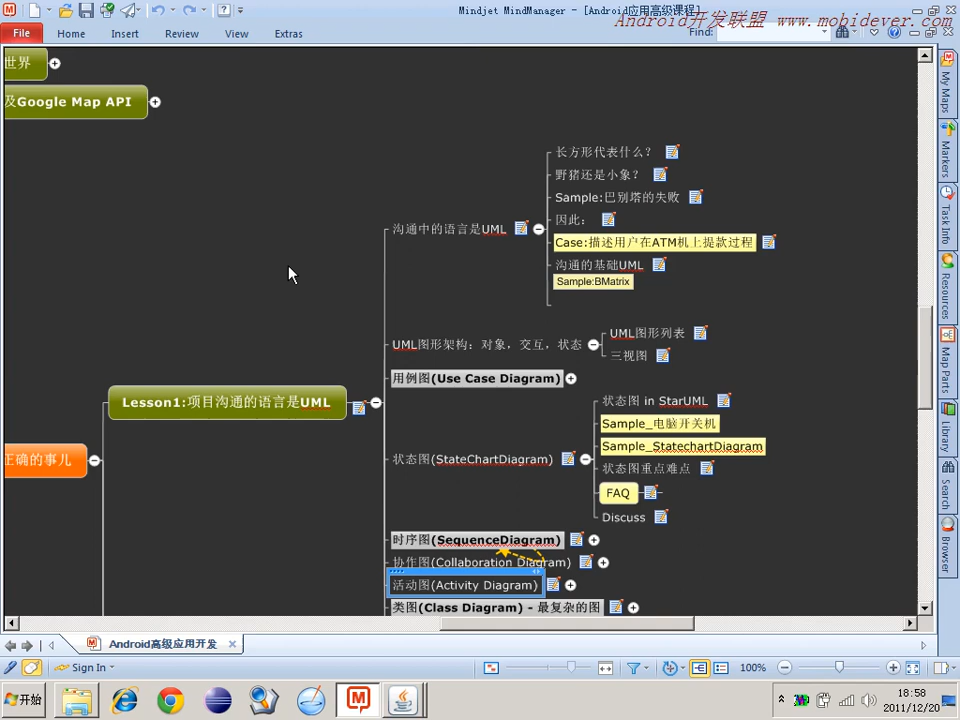 Mindjet MindManager - [Android应用高级课程]
Android开发联盟 www.mobidever.com
File
Home
Insert
Review
View
Extras
Find:
世界
及Google Map API
长方形代表什么?
野猪还是小象?
Sample:巴别塔的失败
因此:
沟通中的语言是UML
Case:描述用户在ATM机上提款过程
沟通的基础UML
Sample:BMatrix
UML图形架构: 对象, 交互, 状态
UML图形列表
三视图
用例图(Use Case Diagram)
Lesson1:项目沟通的语言是UML
状态图 in StarUML
Sample_电脑开关机
Sample_StatechartDiagram
正确的事儿
状态图(StateChartDiagram)
状态图重点难点
FAQ
Discuss
时序图(SequenceDiagram)
协作图(Collaboration Diagram)
活动图(Activity Diagram)
类图(Class Diagram) - 最复杂的图
My Maps
Markers
Task Info
Resources
Map Parts
Library
Search
Browser
Android高级应用开发
Sign In
100%
开始
18:58
2011/12/20